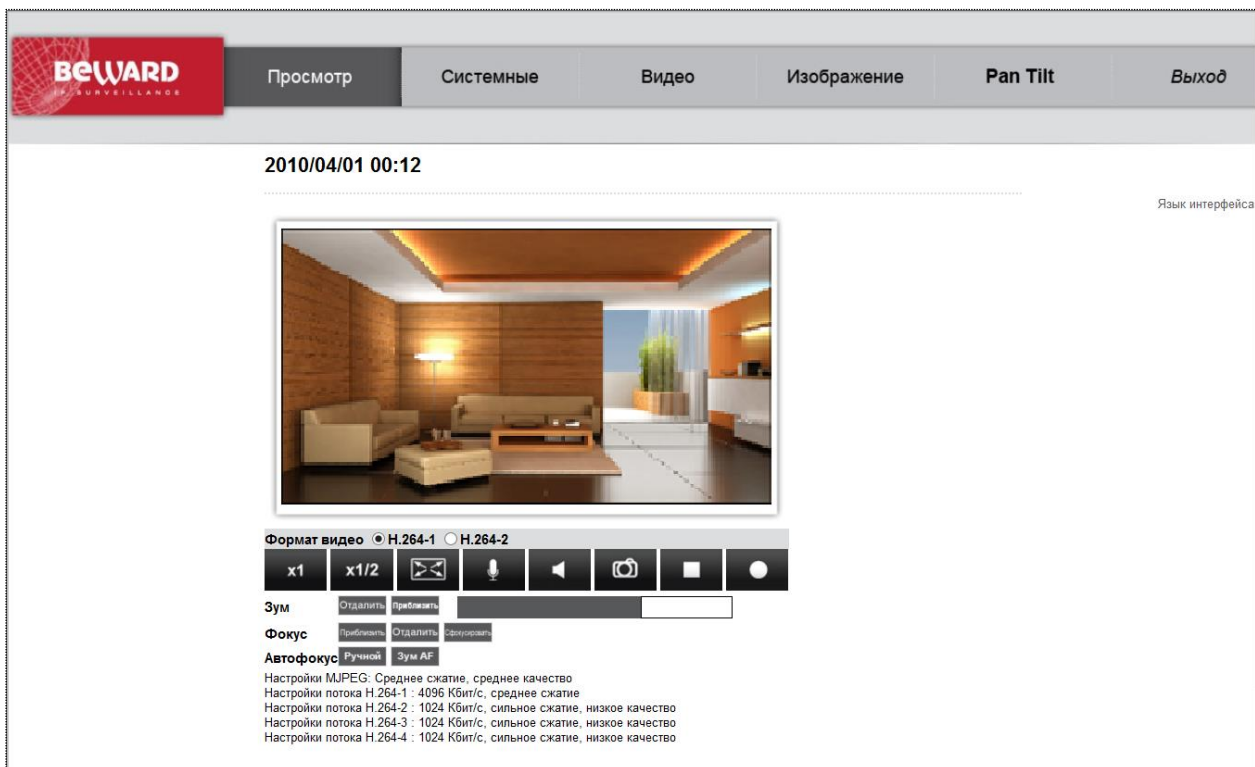 BEWARD
IP SURVEILLANCE
Просмотр Системные Видео Изображение Pan Tilt Выход
2010/04/01 00:12
Язык интерфейса
Формат видео H.264-1 H.264-2
x1 x1/2
Зум Отдалить Приблизить
Фокус Приблизить Отдалить Сфокусировать
Автофокус Ручной Зум AF
Настройки MJPEG: Среднее сжатие, среднее качество
Настройки потока H.264-1 : 4096 Кбит/с, среднее сжатие
Настройки потока H.264-2 : 1024 Кбит/с, сильное сжатие, низкое качество
Настройки потока H.264-3 : 1024 Кбит/с, сильное сжатие, низкое качество
Настройки потока H.264-4 : 1024 Кбит/с, сильное сжатие, низкое качество